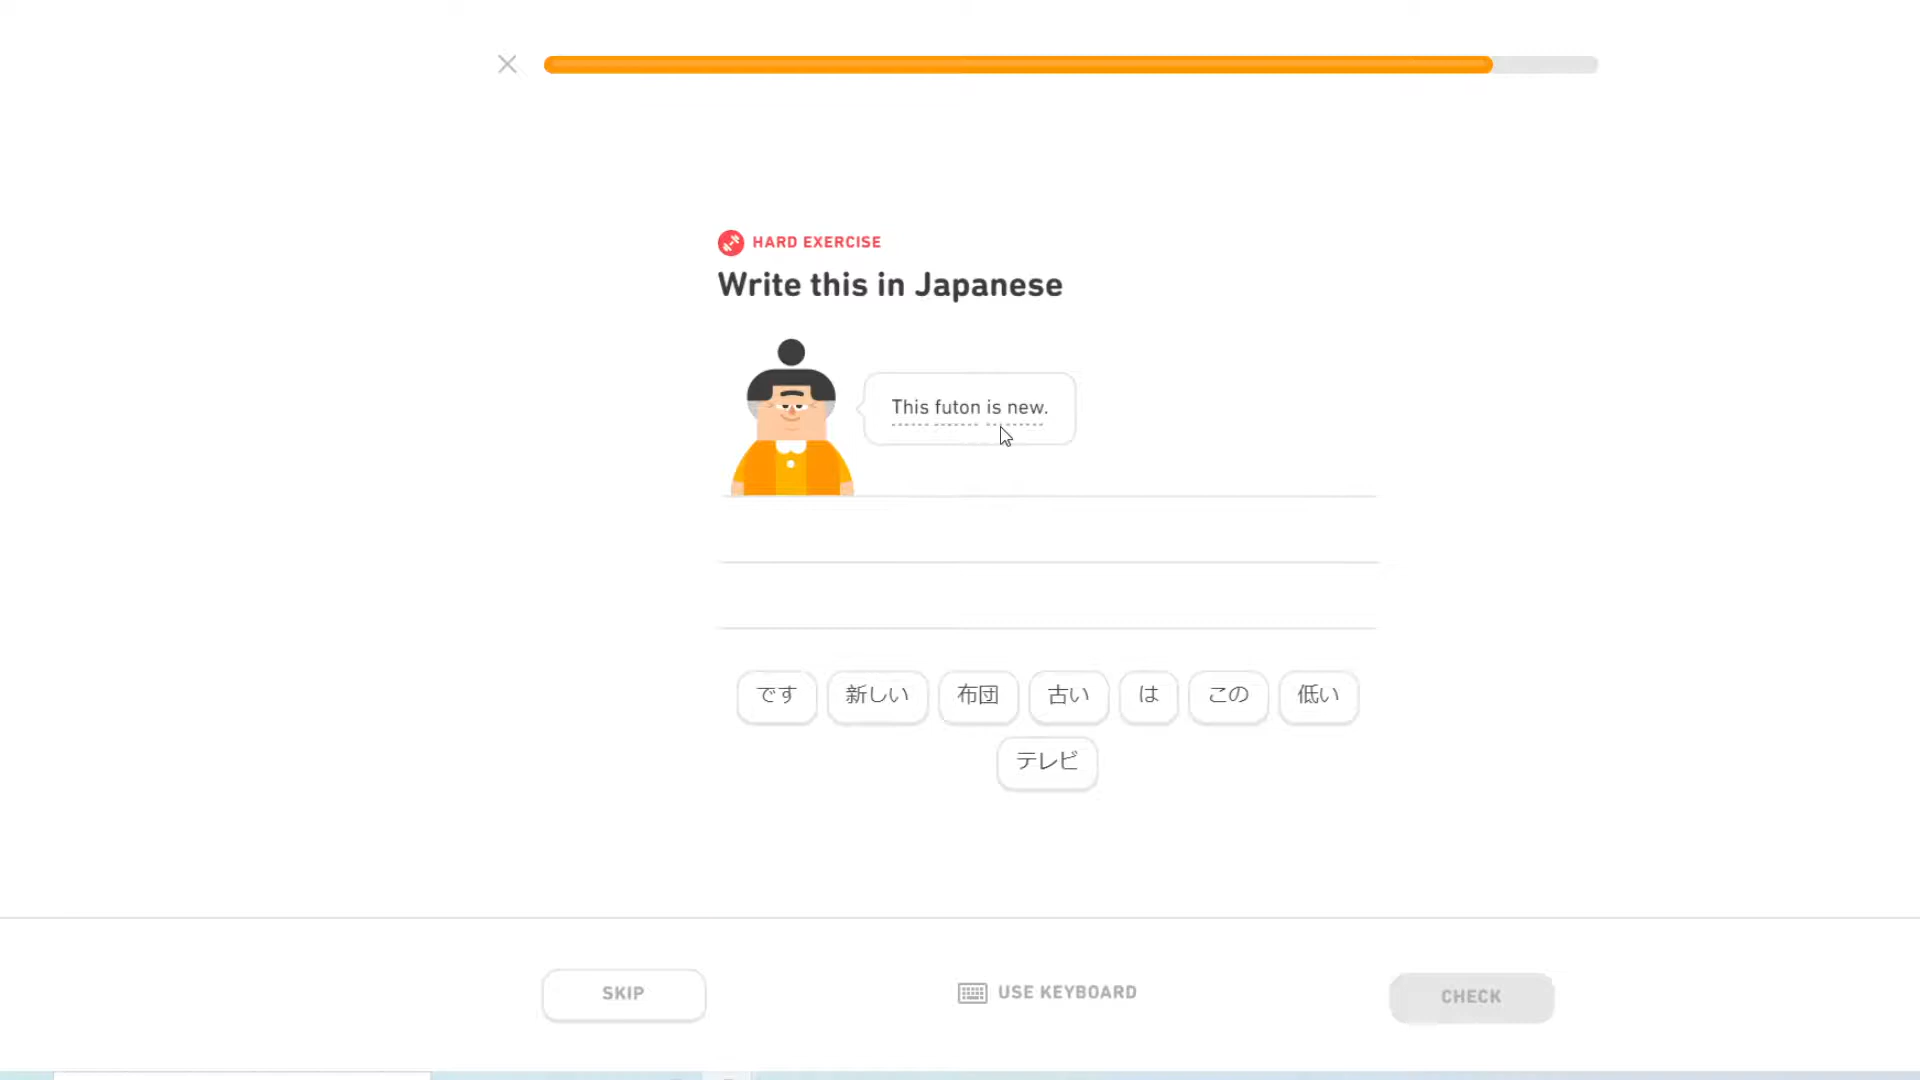 HARD EXERCISE
Write this in Japanese
This futon is new.
です 新しい 布団 古い は この 低い
テレビ
SKIP USE KEYBOARD CHECK